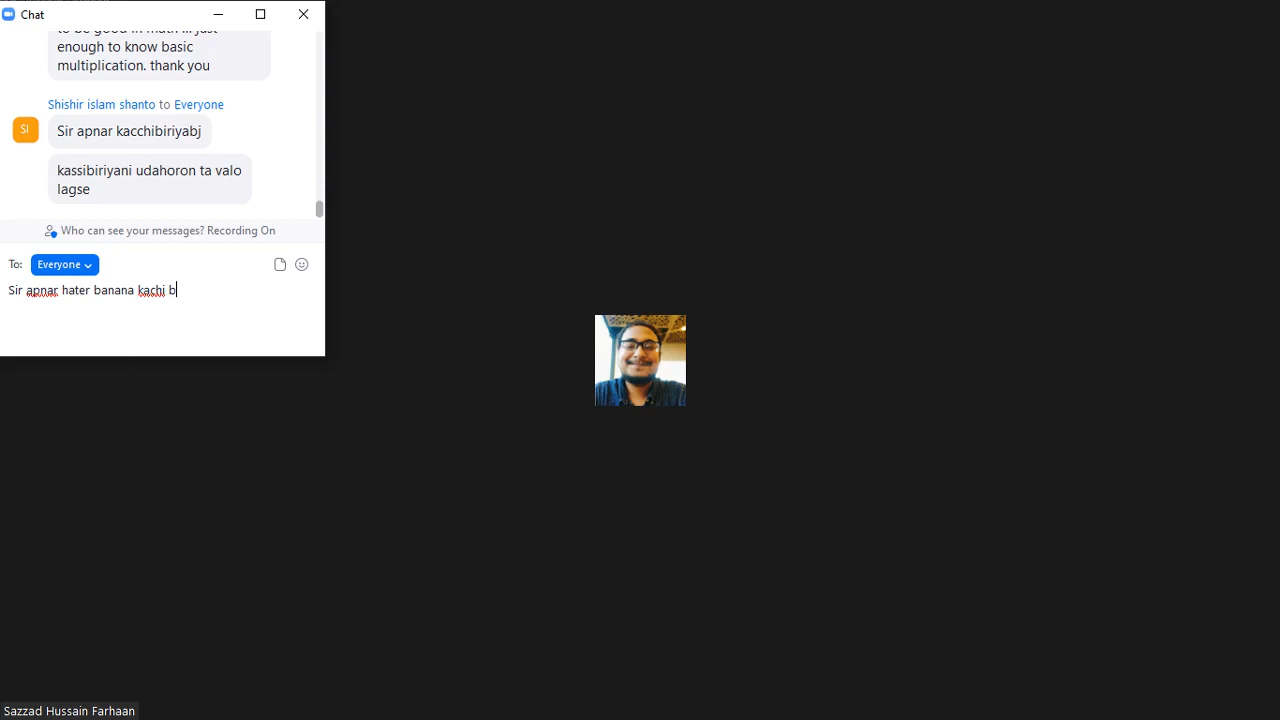 Chat
enough to know basic
multiplication. thank you
Shishir islam shanto to Everyone
SI
Sir apnar kacchibiriyabj
kassibiriyani udahoron ta valo
lagse
Who can see your messages? Recording On
To: Everyone
Sir apnar hater banana kachi b
Sazzad Hussain Farhaan